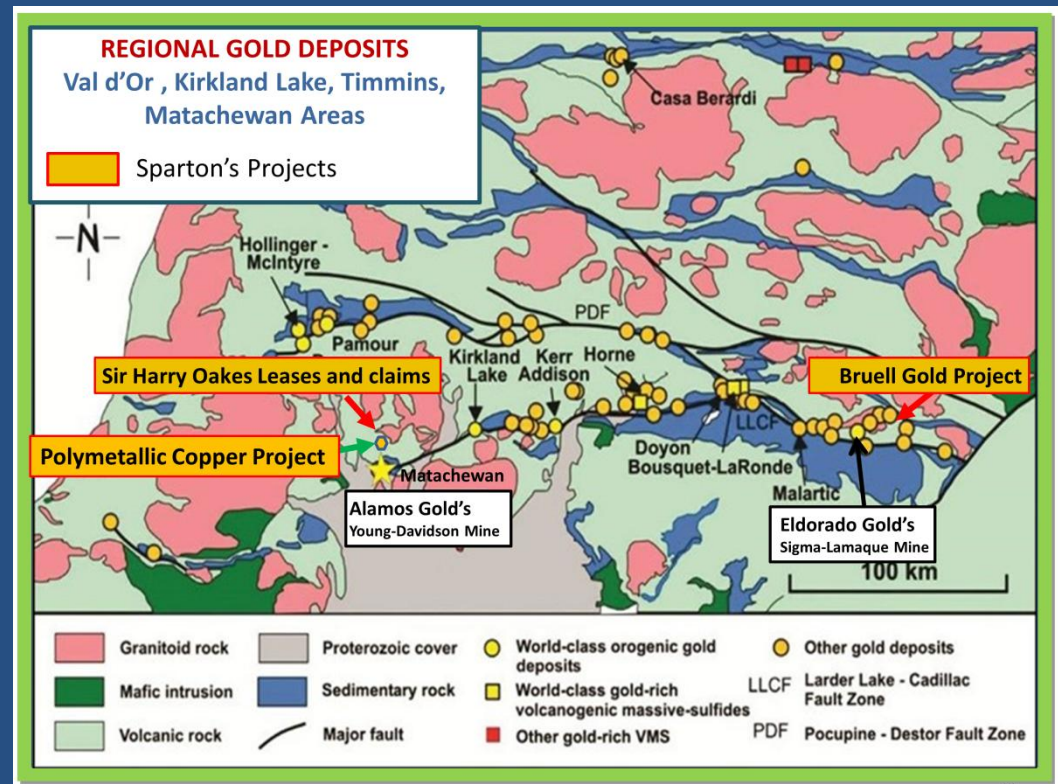 REGIONAL GOLD DEPOSITS
Val d’Or , Kirkland Lake, Timmins,
Matachewan Areas
Sparton’s Projects
N
Casa Berardi
Hollinger -
McIntyre
PDF
Pamour
Kirkland
Lake
Kerr
Addison
Horne
Sir Harry Oakes Leases and claims
Bruell Gold Project
Polymetallic Copper Project
LLCF
Doyon
Bousquet-LaRonde
Matachewan
Malartic
Alamos Gold’s
Young-Davidson Mine
Eldorado Gold’s
Sigma-Lamaque Mine
100 km
Granitoid rock
Mafic intrusion
Volcanic rock
Proterozoic cover
Sedimentary rock
Major fault
World-class orogenic gold
deposits
World-class gold-rich
volcanogenic massive-sulfides
Other gold-rich VMS
Other gold deposits
LLCF Larder Lake - Cadillac
Fault Zone
PDF Pocupine - Destor Fault Zone